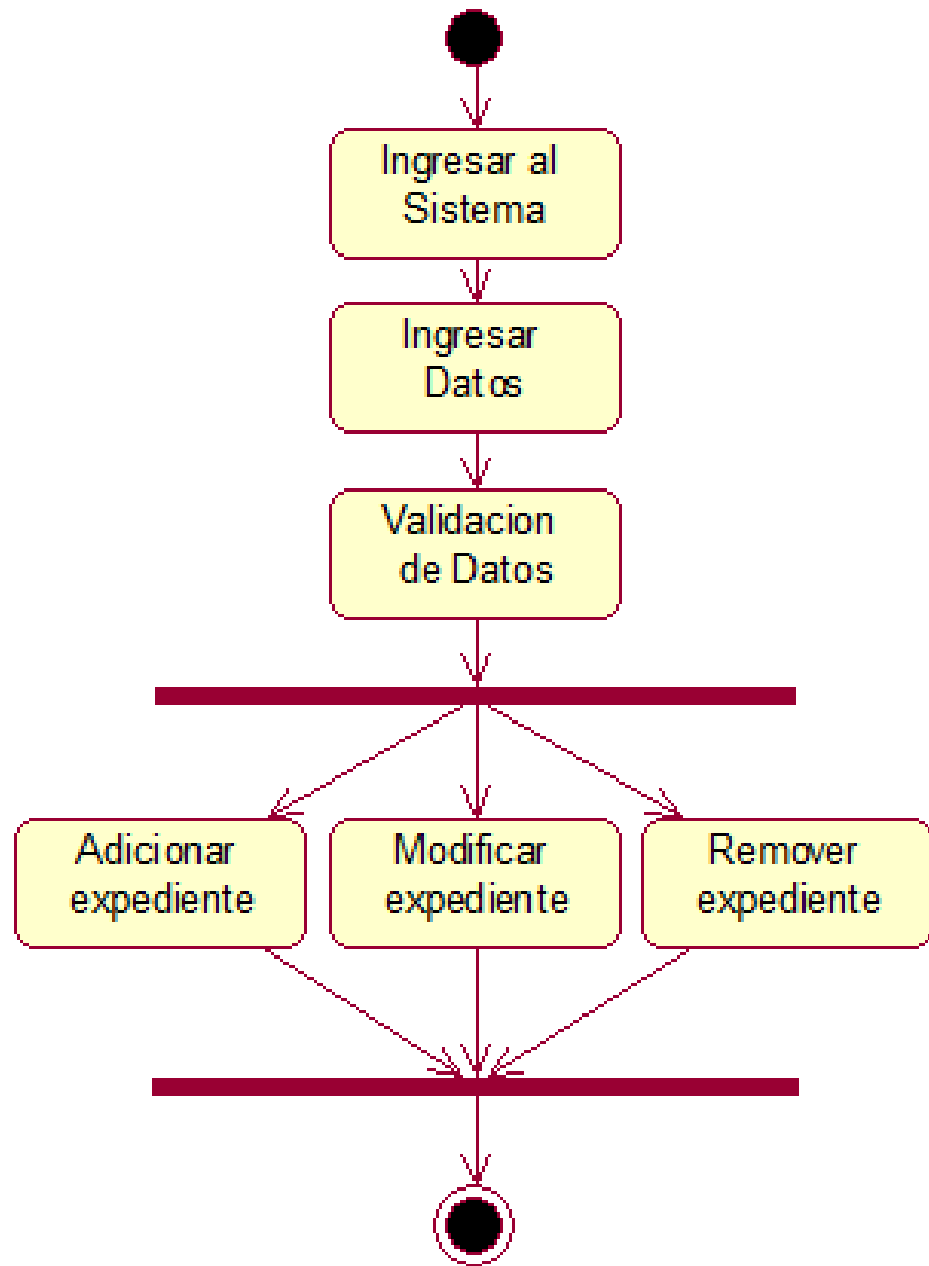 Ingresar al
Sistema
Ingresar
Datos
Validacion
de Datos
Adicionar
expediente
Modificar
expediente
Remover
expediente